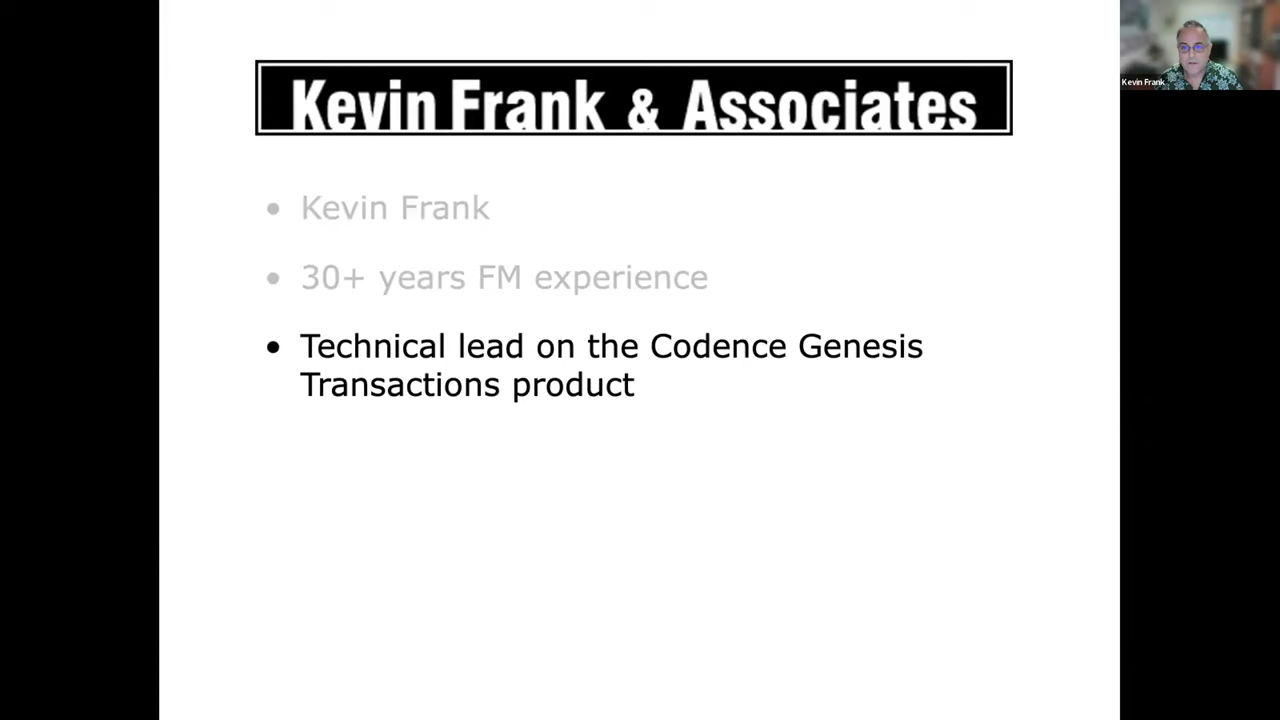 Kevin Frank & Associates
Kevin Frank
• Kevin Frank
• 30+ years FM experience
• Technical lead on the Codence Genesis
Transactions product